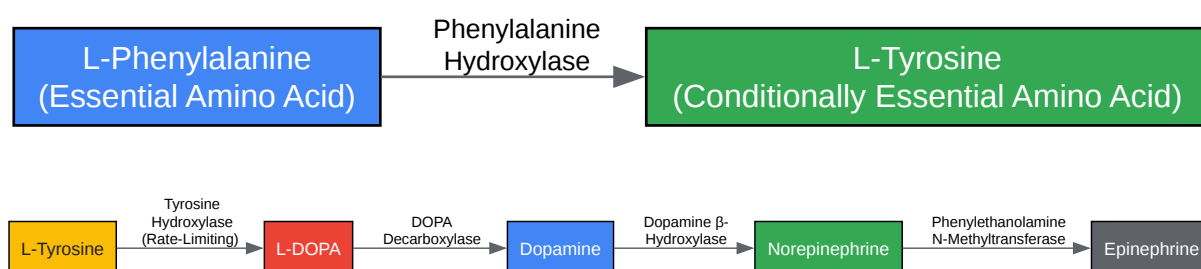 L-Phenylalanine
(Essential Amino Acid)
Phenylalanine
Hydroxylase
L-Tyrosine
(Conditionally Essential Amino Acid)
L-Tyrosine
Tyrosine
Hydroxylase
(Rate-Limiting)
L-DOPA
DOPA
Decarboxylase
Dopamine
Dopamine β-
Hydroxylase
Norepinephrine
Phenylethanolamine
N-Methyltransferase
Epinephrine